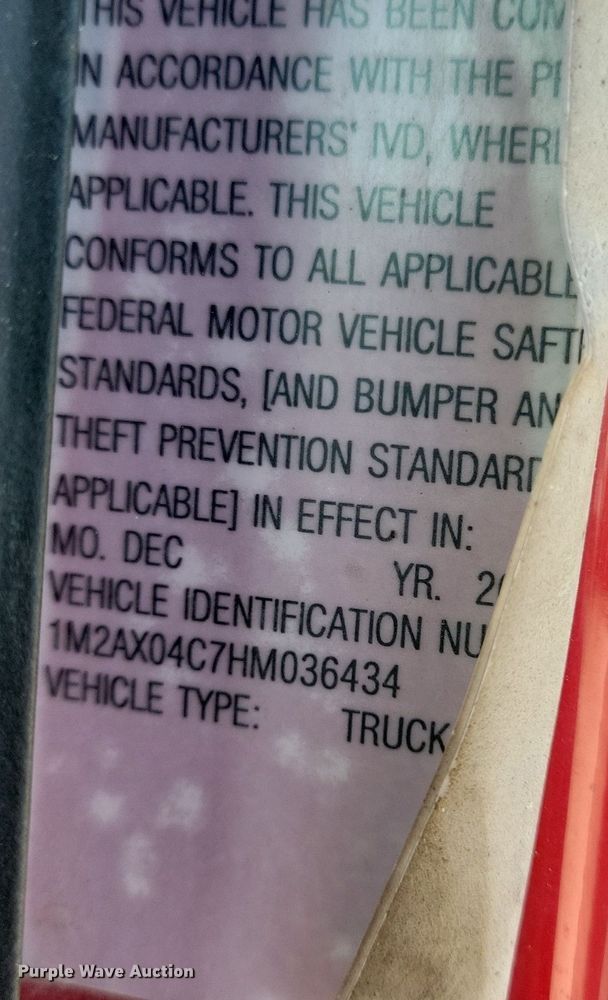 THIS VEHICLE HAS BEEN COM
IN ACCORDANCE WITH THE
MANUFACTURERS' IVD, WHERE
APPLICABLE. THIS VEHICLE
CONFORMS TO ALL APPLICABLE
FEDERAL MOTOR VEHICLE SAFT
STANDARDS, [AND BUMPER AN
THEFT PREVENTION STANDARD
APPLICABLE] IN EFFECT IN:
MO. DEC YR. 2
VEHICLE IDENTIFICATION NU
1M2AX04C7HM036434
VEHICLE TYPE: TRUCK
Purple Wave Auction